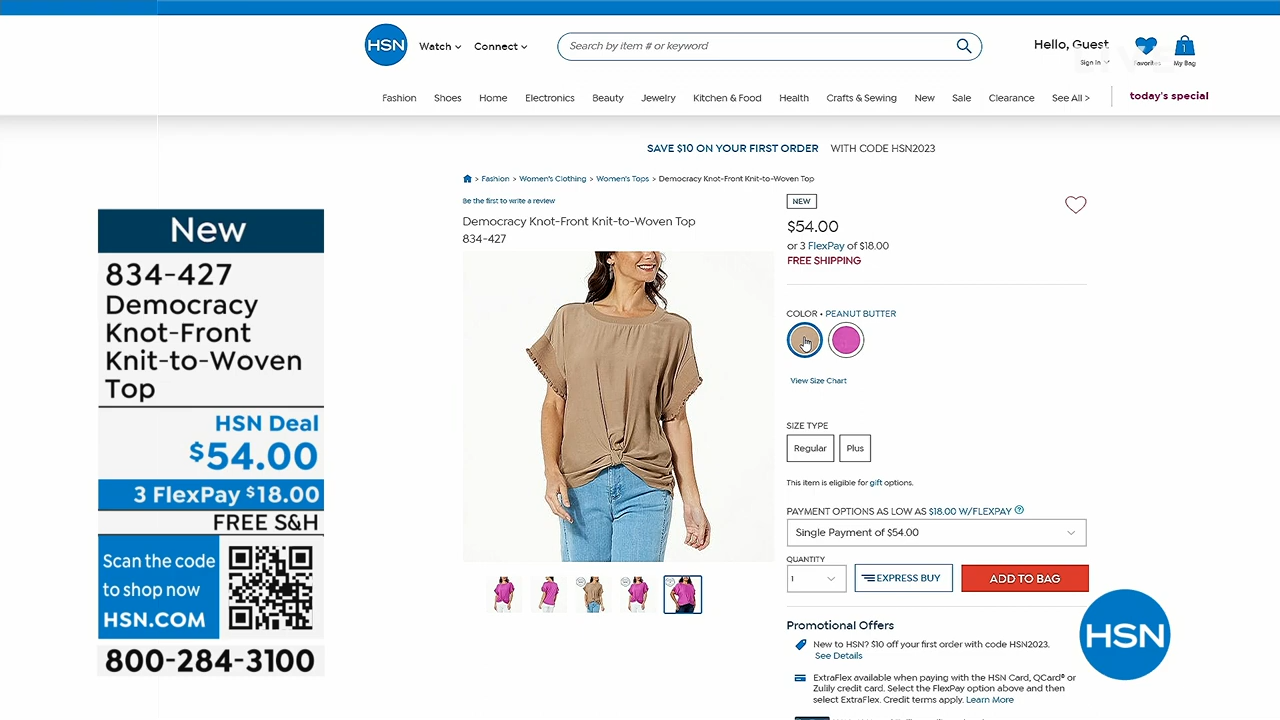 HSN
Watch
Connect
Search by item # or keyword
Hello, Guest
Sign In
Favorites
1
My Bag
Fashion
Shoes
Home
Electronics
Beauty
Jewelry
Kitchen & Food
Health
Crafts & Sewing
New
Sale
Clearance
See All >
today's special
SAVE $10 ON YOUR FIRST ORDER WITH CODE HSN2023
> Fashion > Women's Clothing > Women's Tops > Democracy Knot-Front Knit-to-Woven Top
Be the first to write a review
Democracy Knot-Front Knit-to-Woven Top
834-427
NEW
$54.00
or 3 FlexPay of $18.00
FREE SHIPPING
COLOR • PEANUT BUTTER
View Size Chart
SIZE TYPE
Regular
Plus
This item is eligible for gift options.
PAYMENT OPTIONS AS LOW AS $18.00 W/FLEXPAY
Single Payment of $54.00
QUANTITY
1
EXPRESS BUY
ADD TO BAG
Promotional Offers
New to HSN? $10 off your first order with code HSN2023.
See Details
ExtraFlex available when paying with the HSN Card, QCard® or
Zulily credit card. Select the FlexPay option above and then
select ExtraFlex. Credit terms apply. Learn More
New
834-427
Democracy
Knot-Front
Knit-to-Woven
Top
HSN Deal
$54.00
3 FlexPay $18.00
FREE S&H
Scan the code
to shop now
HSN.COM
800-284-3100
HSN